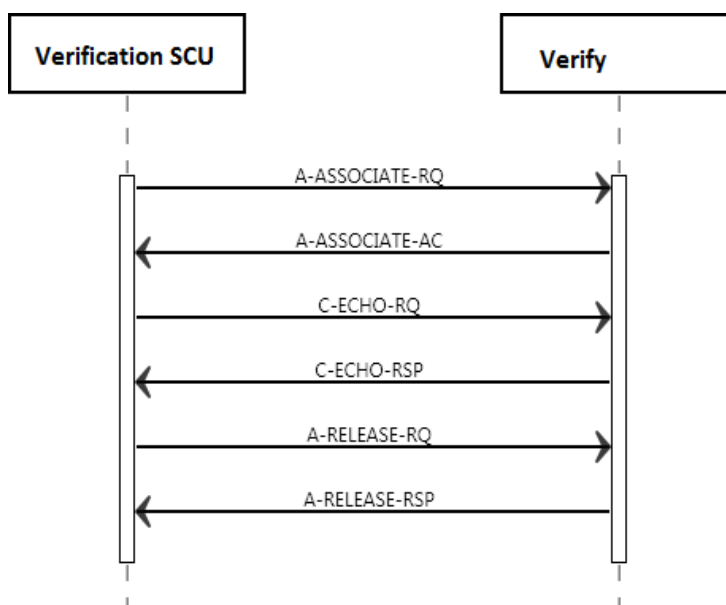 Verification SCU
Verify
A-ASSOCIATE-RQ
A-ASSOCIATE-AC
C-ECHO-RQ
C-ECHO-RSP
A-RELEASE-RQ
A-RELEASE-RSP